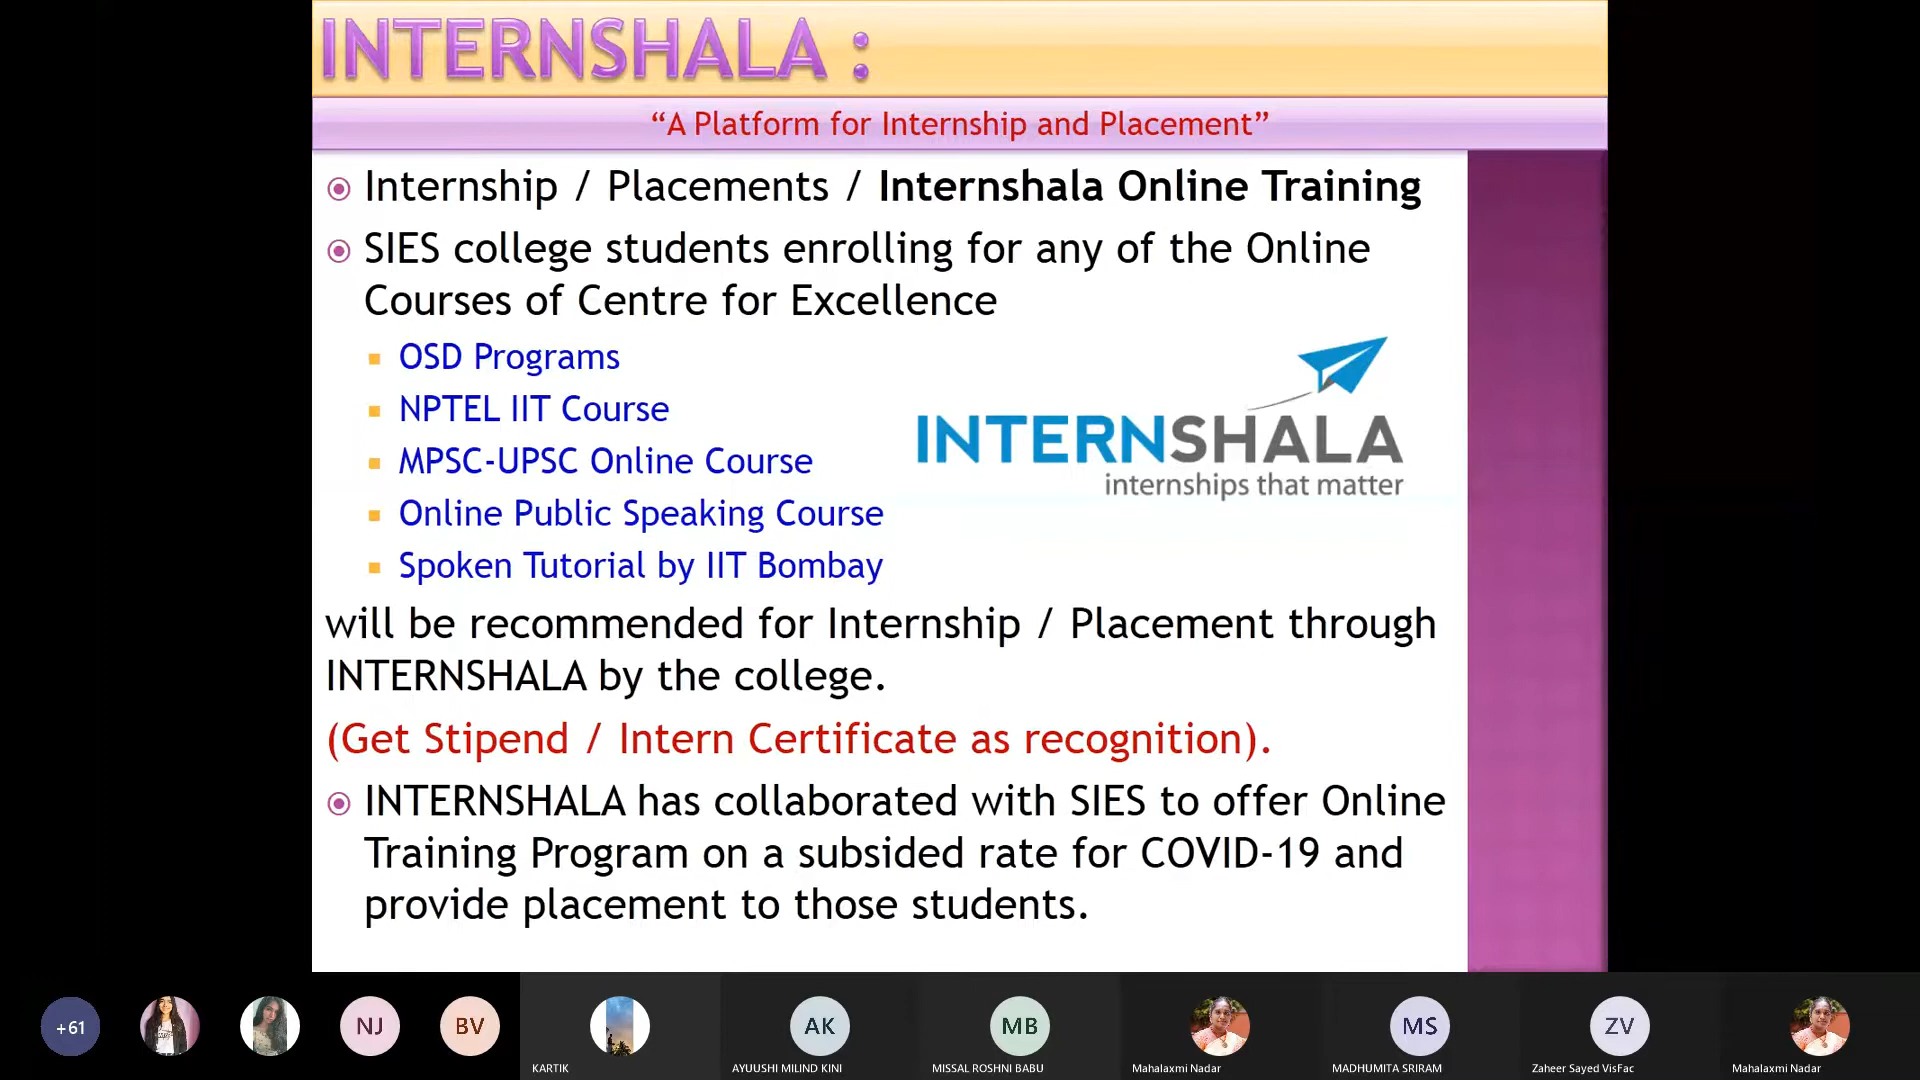 INTERNSHALA :
“A Platform for Internship and Placement”
Internship / Placements / Internshala Online Training
SIES college students enrolling for any of the Online
Courses of Centre for Excellence
OSD Programs
NPTEL IIT Course
MPSC-UPSC Online Course
Online Public Speaking Course
Spoken Tutorial by IIT Bombay
INTERNSHALA
internships that matter
will be recommended for Internship / Placement through
INTERNSHALA by the college.
(Get Stipend / Intern Certificate as recognition).
INTERNSHALA has collaborated with SIES to offer Online
Training Program on a subsided rate for COVID-19 and
provide placement to those students.
+61
NJ
BV
KARTIK
AK
AYUUSHI MILIND KINI
MB
MISSAL ROSHNI BABU
Mahalaxmi Nadar
MS
MADHUMITA SRIRAM
ZV
Zaheer Sayed VisFac
Mahalaxmi Nadar